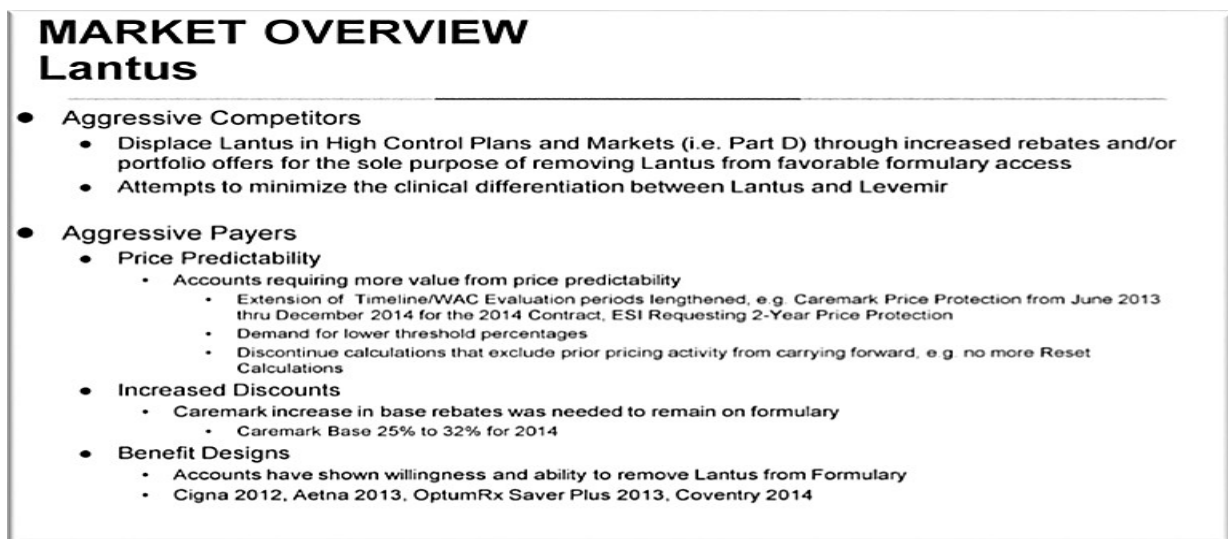 MARKET OVERVIEW
Lantus
● Aggressive Competitors
● Displace Lantus in High Control Plans and Markets (i.e. Part D) through increased rebates and/or
portfolio offers for the sole purpose of removing Lantus from favorable formulary access
● Attempts to minimize the clinical differentiation between Lantus and Levemir
● Aggressive Payers
● Price Predictability
• Accounts requiring more value from price predictability
• Extension of Timeline/WAC Evaluation periods lengthened, e.g. Caremark Price Protection from June 2013
thru December 2014 for the 2014 Contract, ESI Requesting 2-Year Price Protection
• Demand for lower threshold percentages
• Discontinue calculations that exclude prior pricing activity from carrying forward, e.g. no more Reset
Calculations
● Increased Discounts
• Caremark increase in base rebates was needed to remain on formulary
• Caremark Base 25% to 32% for 2014
● Benefit Designs
• Accounts have shown willingness and ability to remove Lantus from Formulary
• Cigna 2012, Aetna 2013, OptumRx Saver Plus 2013, Coventry 2014